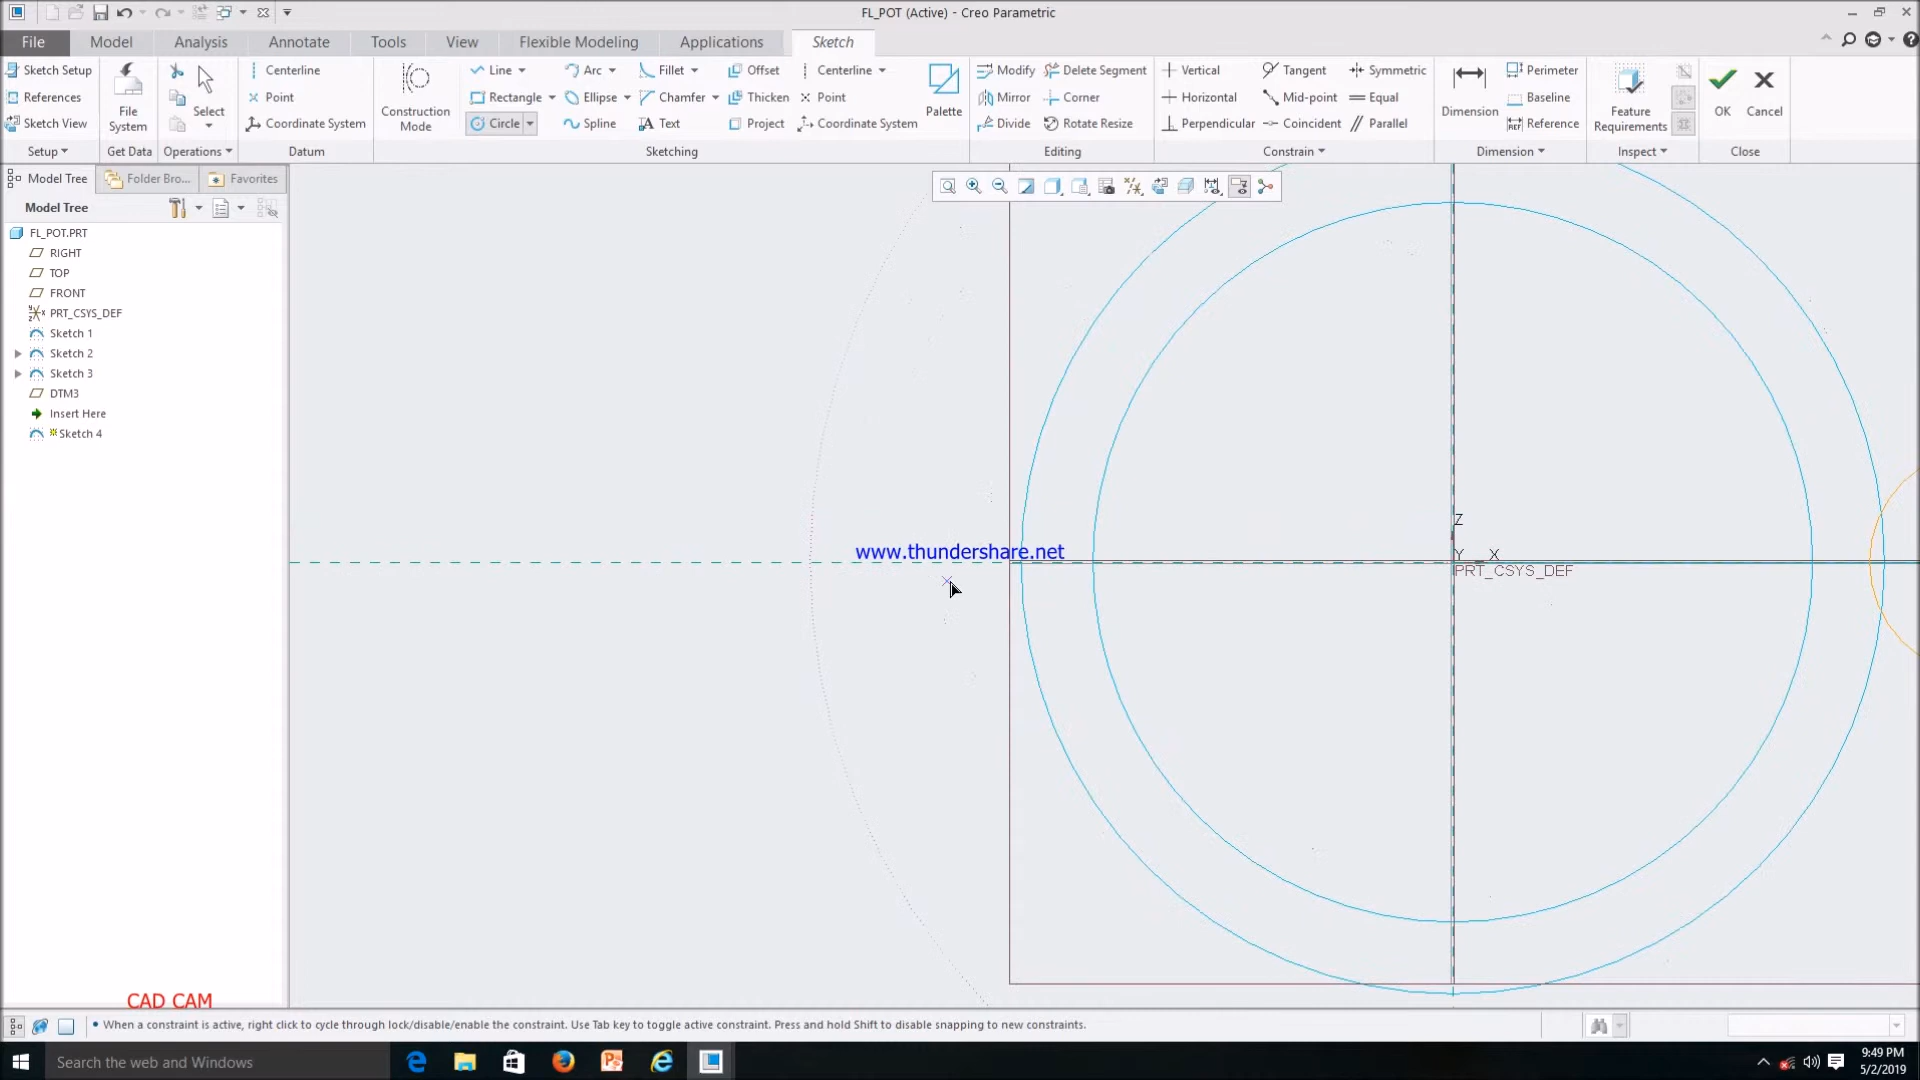 FL_POT (Active) - Creo Parametric
File Model Analysis Annotate Tools View Flexible Modeling Applications Sketch
Sketch Setup
References
Sketch View
Setup
File System
Get Data
Select
Operations
Centerline
Point
Coordinate System
Datum
Construction Mode
Line Arc Fillet Offset Centerline
Rectangle Ellipse Chamfer Thicken Point
Circle Spline Text Project Coordinate System
Palette
Sketching
Modify Delete Segment
Mirror Corner
Divide Rotate Resize
Editing
Vertical Tangent Symmetric
Horizontal Mid-point Equal
Perpendicular Coincident Parallel
Constrain
Dimension
Perimeter
Baseline
Reference
Dimension
Feature Requirements
Inspect
OK
Cancel
Close
Model Tree Folder Bro... Favorites
Model Tree
FL_POT.PRT
RIGHT
TOP
FRONT
PRT_CSYS_DEF
Sketch 1
Sketch 2
Sketch 3
DTM3
Insert Here
Sketch 4
www.thundershare.net
Z
Y X
PRT_CSYS_DEF
CAD CAM
• When a constraint is active, right click to cycle through lock/disable/enable the constraint. Use Tab key to toggle active constraint. Press and hold Shift to disable snapping to new constraints.
Search the web and Windows
9:49 PM
5/2/2019